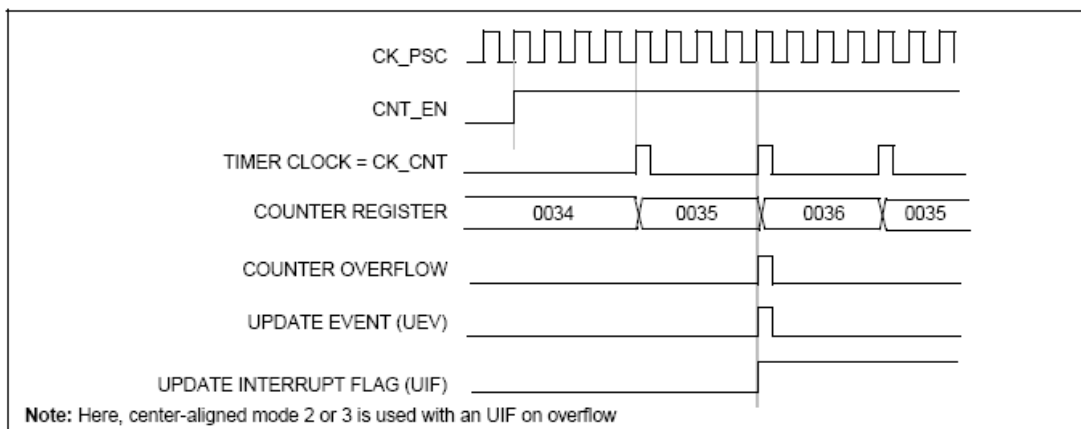 CK_PSC
CNT_EN
TIMER CLOCK = CK_CNT
COUNTER REGISTER 0034 0035 0036 0035
COUNTER OVERFLOW
UPDATE EVENT (UEV)
UPDATE INTERRUPT FLAG (UIF)
Note: Here, center-aligned mode 2 or 3 is used with an UIF on overflow